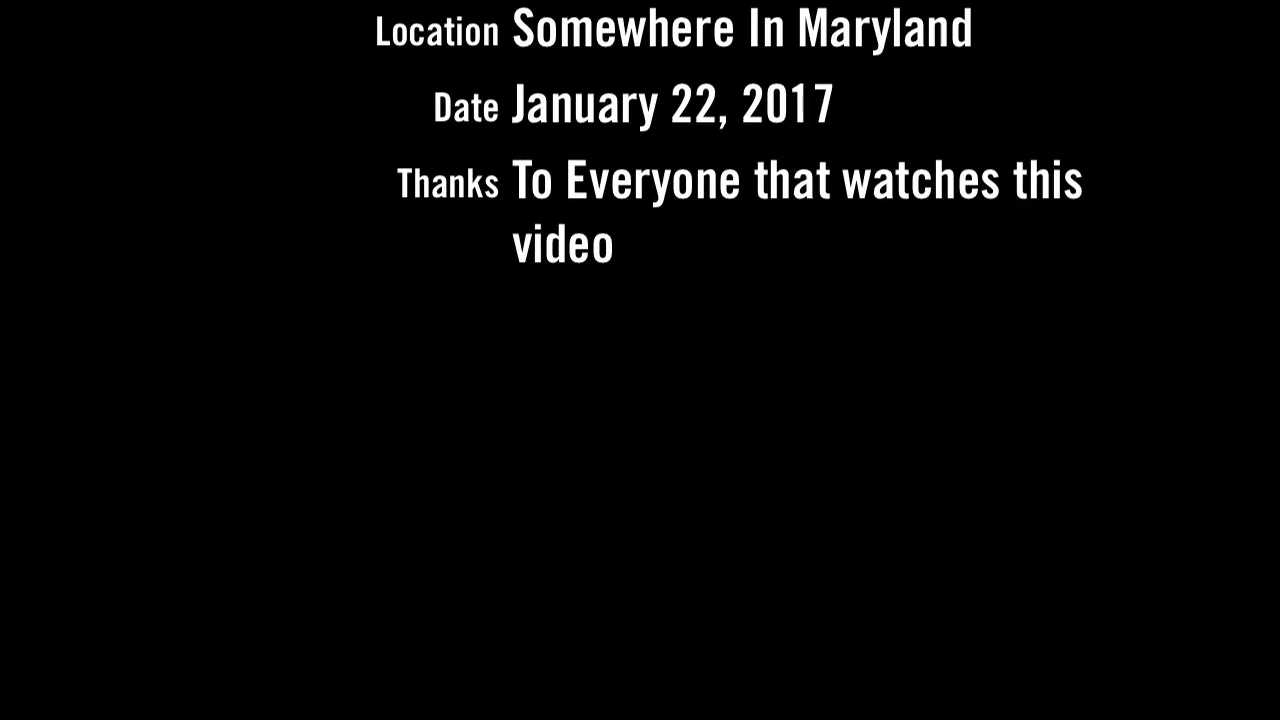 Location Somewhere In Maryland
Date January 22, 2017
Thanks To Everyone that watches this
video